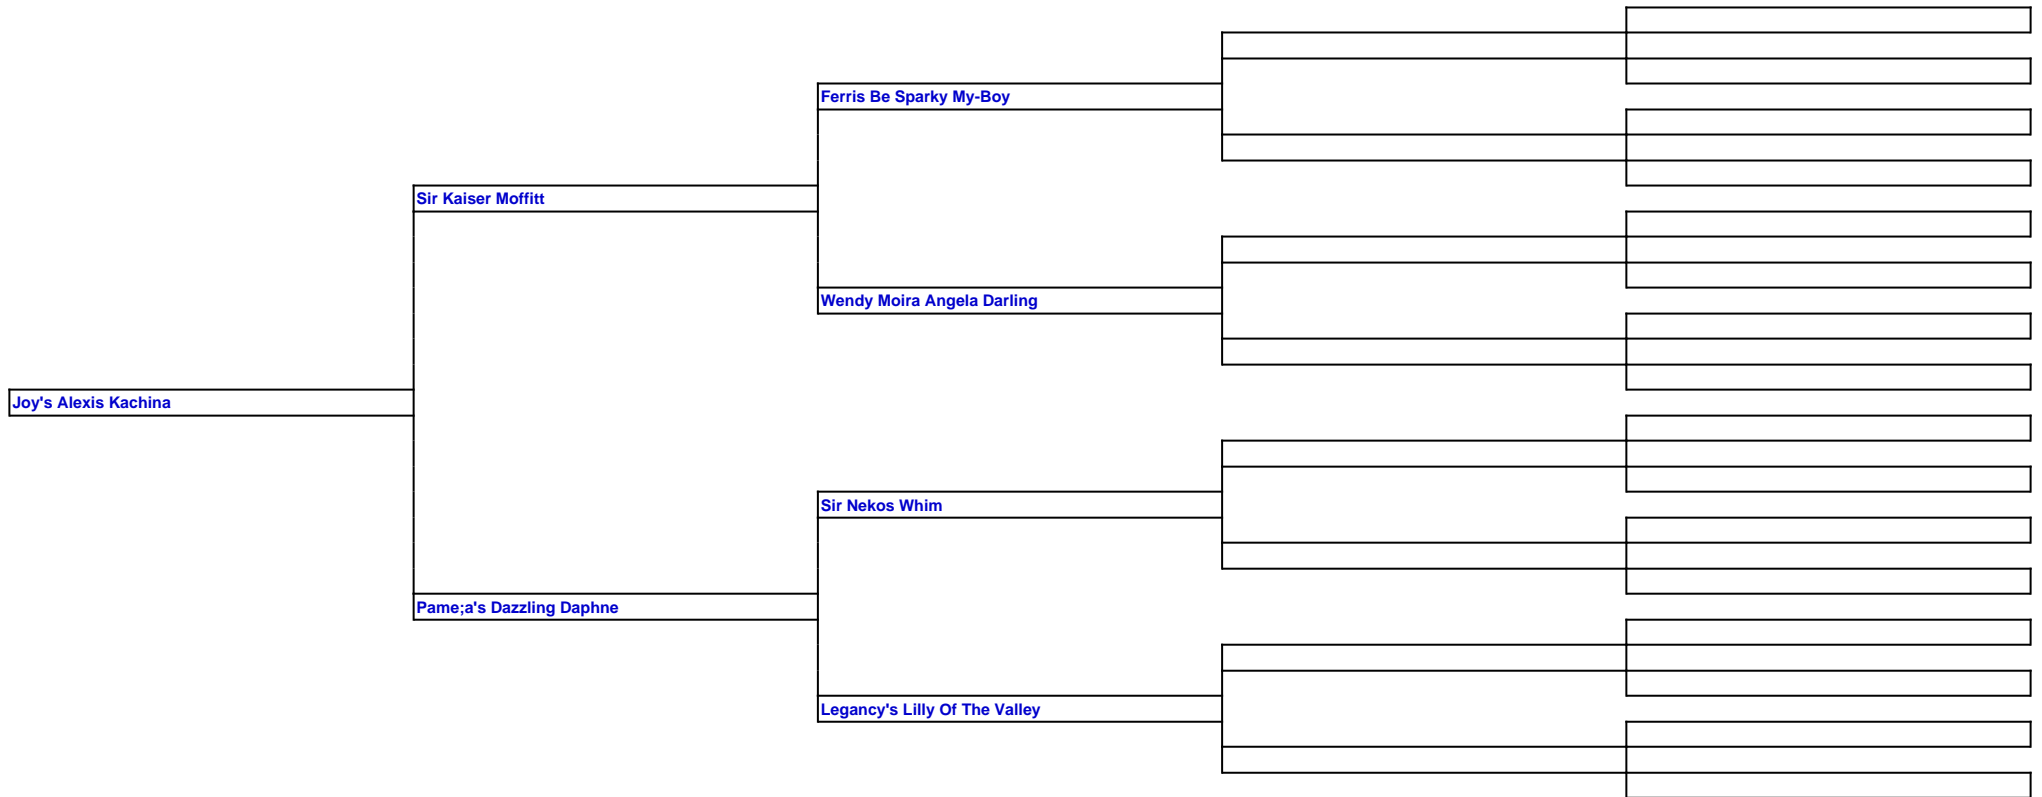 Ferris Be Sparky My-Boy
Sir Kaiser Moffitt
Wendy Moira Angela Darling
Joy's Alexis Kachina
Sir Nekos Whim
Pame;a's Dazzling Daphne
Legancy's Lilly Of The Valley